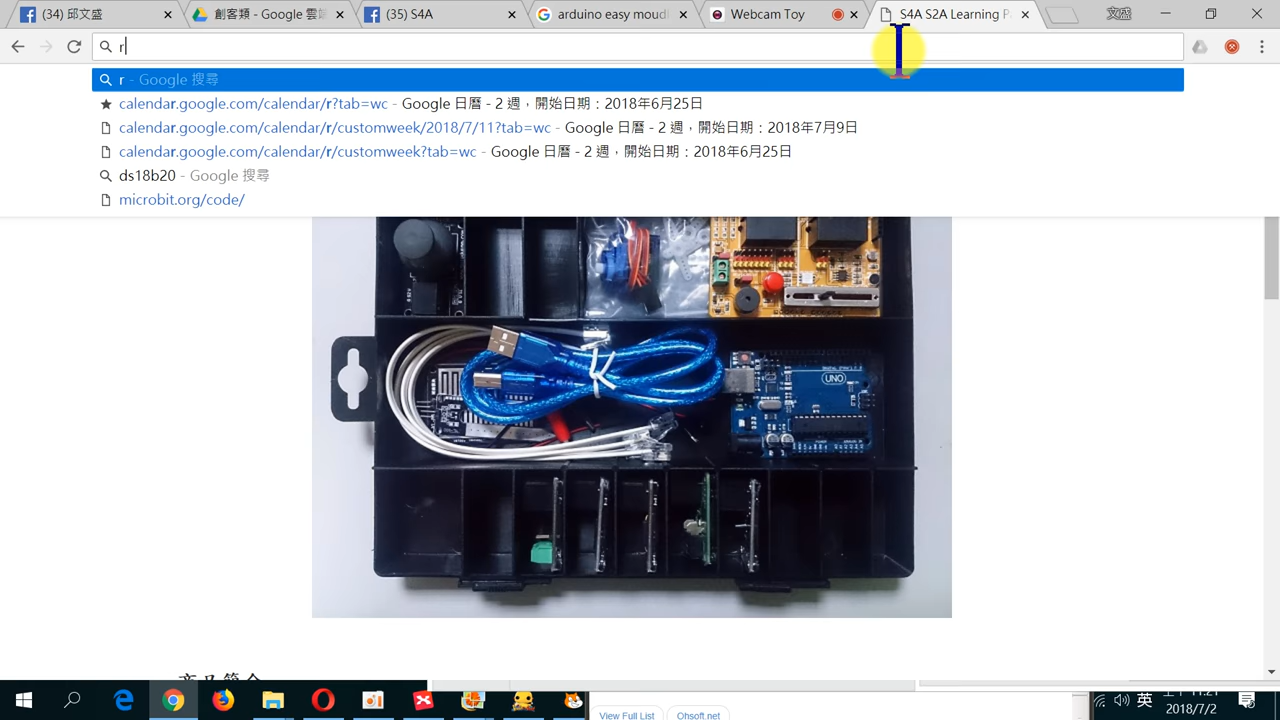 (34) 邱文盛
創客類 - Google 雲端
(35) S4A
arduino easy moudl
Webcam Toy
S4A S2A Learning P
文盛
r
r - Google 搜尋
calendar.google.com/calendar/r?tab=wc - Google 日曆 - 2 週，開始日期：2018年6月25日
calendar.google.com/calendar/r/customweek/2018/7/11?tab=wc - Google 日曆 - 2 週，開始日期：2018年7月9日
calendar.google.com/calendar/r/customweek?tab=wc - Google 日曆 - 2 週，開始日期：2018年6月25日
ds18b20 - Google 搜尋
microbit.org/code/
UNO
英
2018/7/2
View Full List
Ohsoft.net